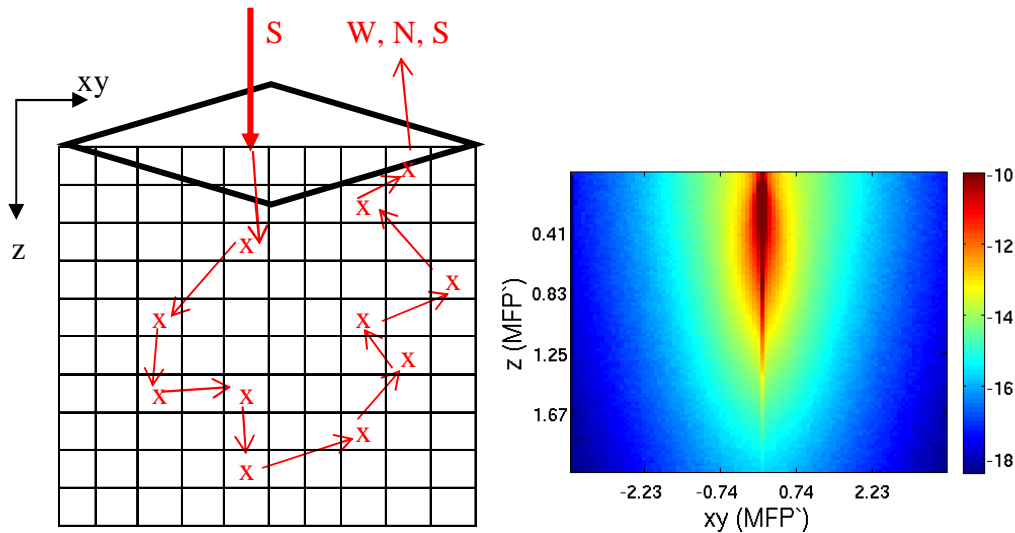 S
W, N, S
xy
z
x
x
x
x
x
x
x
x
x
x
x
0.41
0.83
1.25
1.67
z (MFP`)
-2.23 -0.74 0.74 2.23
xy (MFP`)
-10
-12
-14
-16
-18